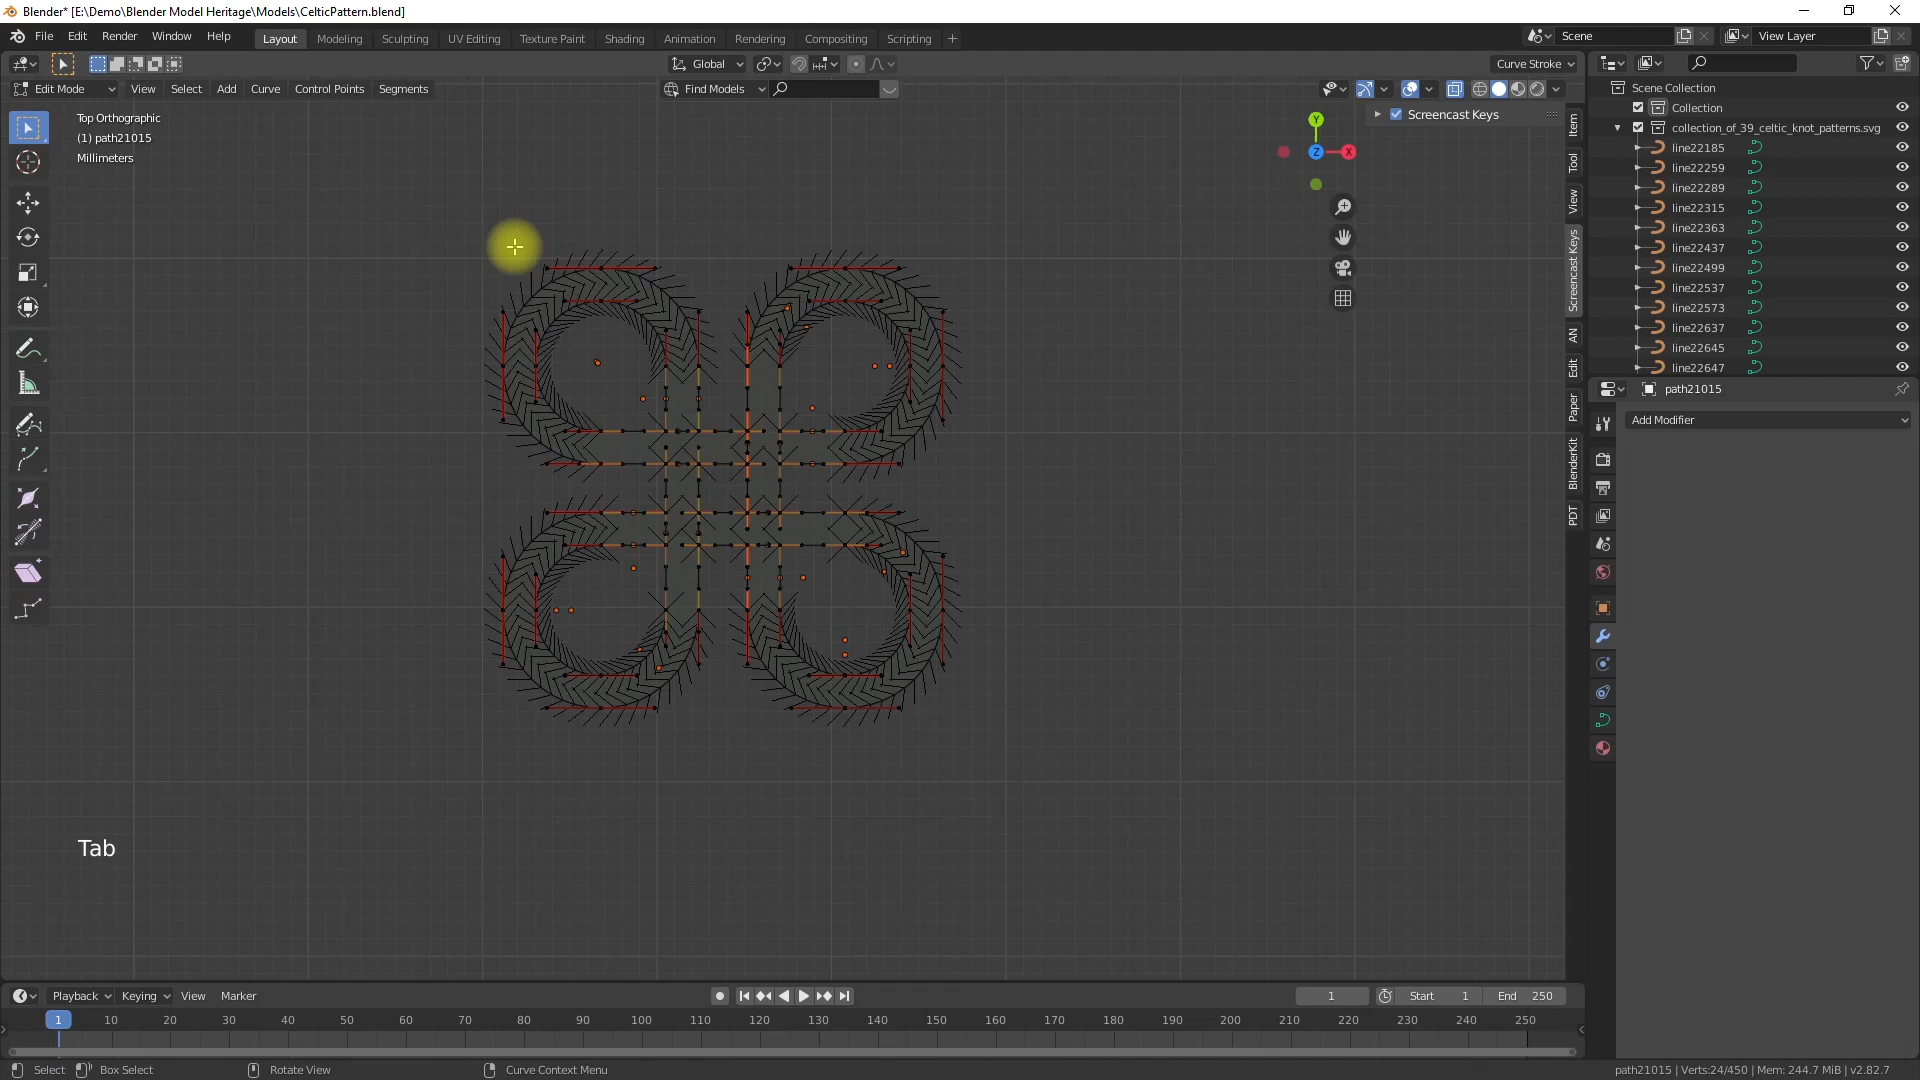 Blender* [E:\Demo\Blender Model Heritage\Models\CelticPattern.blend]
File Edit Render Window Help Layout Modeling Sculpting UV Editing Texture Paint Shading Animation Rendering Compositing Scripting + Scene View Layer
Global Curve Stroke
Edit Mode View Select Add Curve Control Points Segments Find Models
Top Orthographic
(1) path21015
Millimeters
Screencast Keys
Y
Z
X
Item
Tool
View
Screencast Keys
AN
Edit
Paper
BlenderKit
PDT
Scene Collection
Collection
collection_of_39_celtic_knot_patterns.svg
line22185
line22259
line22289
line22315
line22363
line22437
line22499
line22537
line22573
line22637
line22645
line22647
path21015
Add Modifier
Tab
Playback Keying View Marker 1 Start 1 End 250
1 10 20 30 40 50 60 70 80 90 100 110 120 130 140 150 160 170 180 190 200 210 220 230 240 250
Select Box Select Rotate View Curve Context Menu path21015 | Verts:24/450 | Mem: 244.7 MiB | v2.82.7